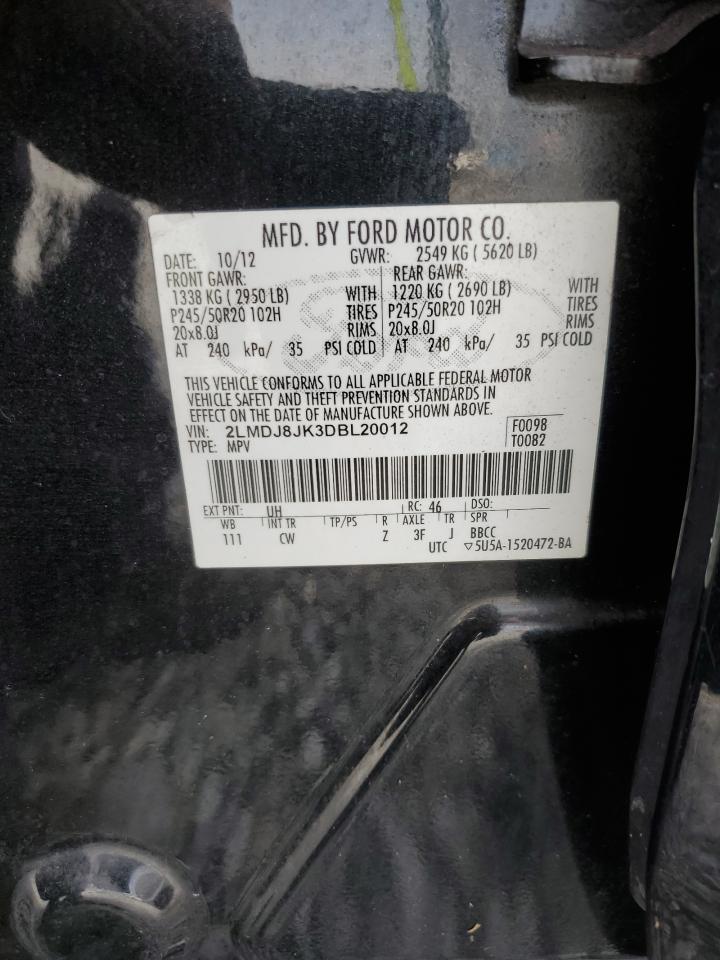 MFD. BY FORD MOTOR CO.
DATE: 10/12 GVWR: 2549 KG ( 5620 LB)
FRONT GAWR: REAR GAWR:
1338 KG ( 2950 LB) WITH 1220 KG ( 2690 LB) WITH
P245/50R20 102H TIRES P245/50R20 102H TIRES
20x8.0J RIMS 20x8.0J RIMS
AT 240 kPa/ 35 PSI COLD AT 240 kPa/ 35 PSI COLD
THIS VEHICLE CONFORMS TO ALL APPLICABLE FEDERAL MOTOR
VEHICLE SAFETY AND THEFT PREVENTION STANDARDS IN
EFFECT ON THE DATE OF MANUFACTURE SHOWN ABOVE.
VIN: 2LMDJ8JK3DBL20012 F0098
TYPE: MPV T0082
EXT PNT: UH RC: 46 DSO:
WB INT TR TP/PS R AXLE TR SPR
111 CW Z 3F J BBCC
UTC ▽5U5A-1520472-BA